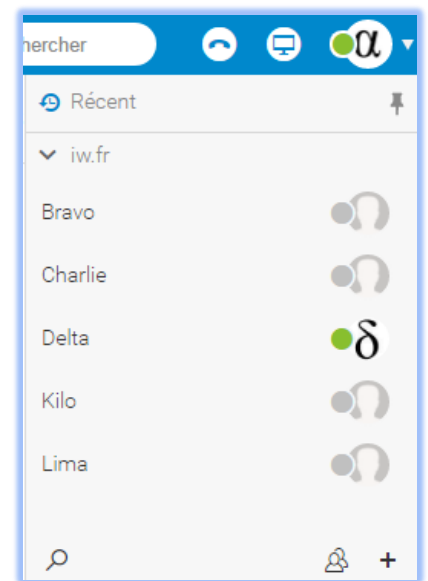 hercher α
Récent
iw.fr
Bravo
Charlie
Delta δ
Kilo
Lima
+